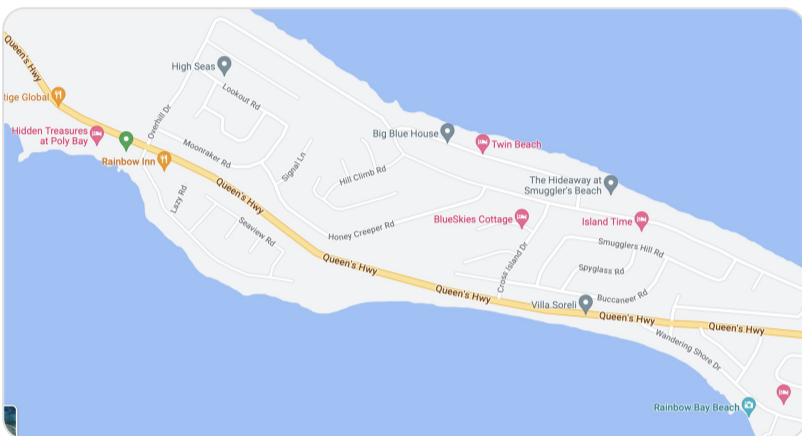 Queen's Hwy
High Seas
Lookout Rd
tige Global
Overhill Dr
Hidden Treasures
at Poly Bay
Rainbow Inn
Moonraker Rd
Signal Ln
Big Blue House
Twin Beach
Hill Climb Rd
The Hideaway at
Smuggler's Beach
Lazy Rd
Queen's Hwy
BlueSkies Cottage
Island Time
Seaview Rd
Honey Creeper Rd
Smugglers Hill Rd
Queen's Hwy
Cross Island Dr
Spyglass Rd
Queen's Hwy
Villa Soreli
Buccaneer Rd
Queen's Hwy
Queen's Hwy
Wandering Shore Dr
Rainbow Bay Beach